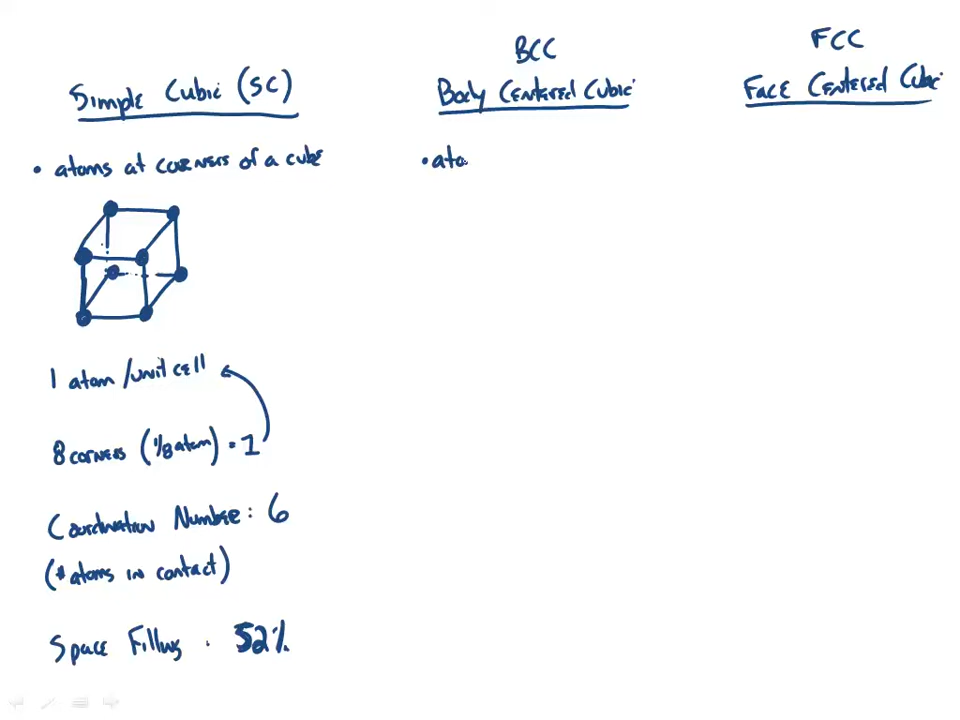 Simple Cubic (SC)
• atoms at corners of a cube
1 atom/unit cell
8 corners (1/8 atom) = 1
Coordination Number: 6
(# atoms in contact)
Space Filling : 52%
BCC
Body Centered Cubic
• ato
FCC
Face Centered Cubic